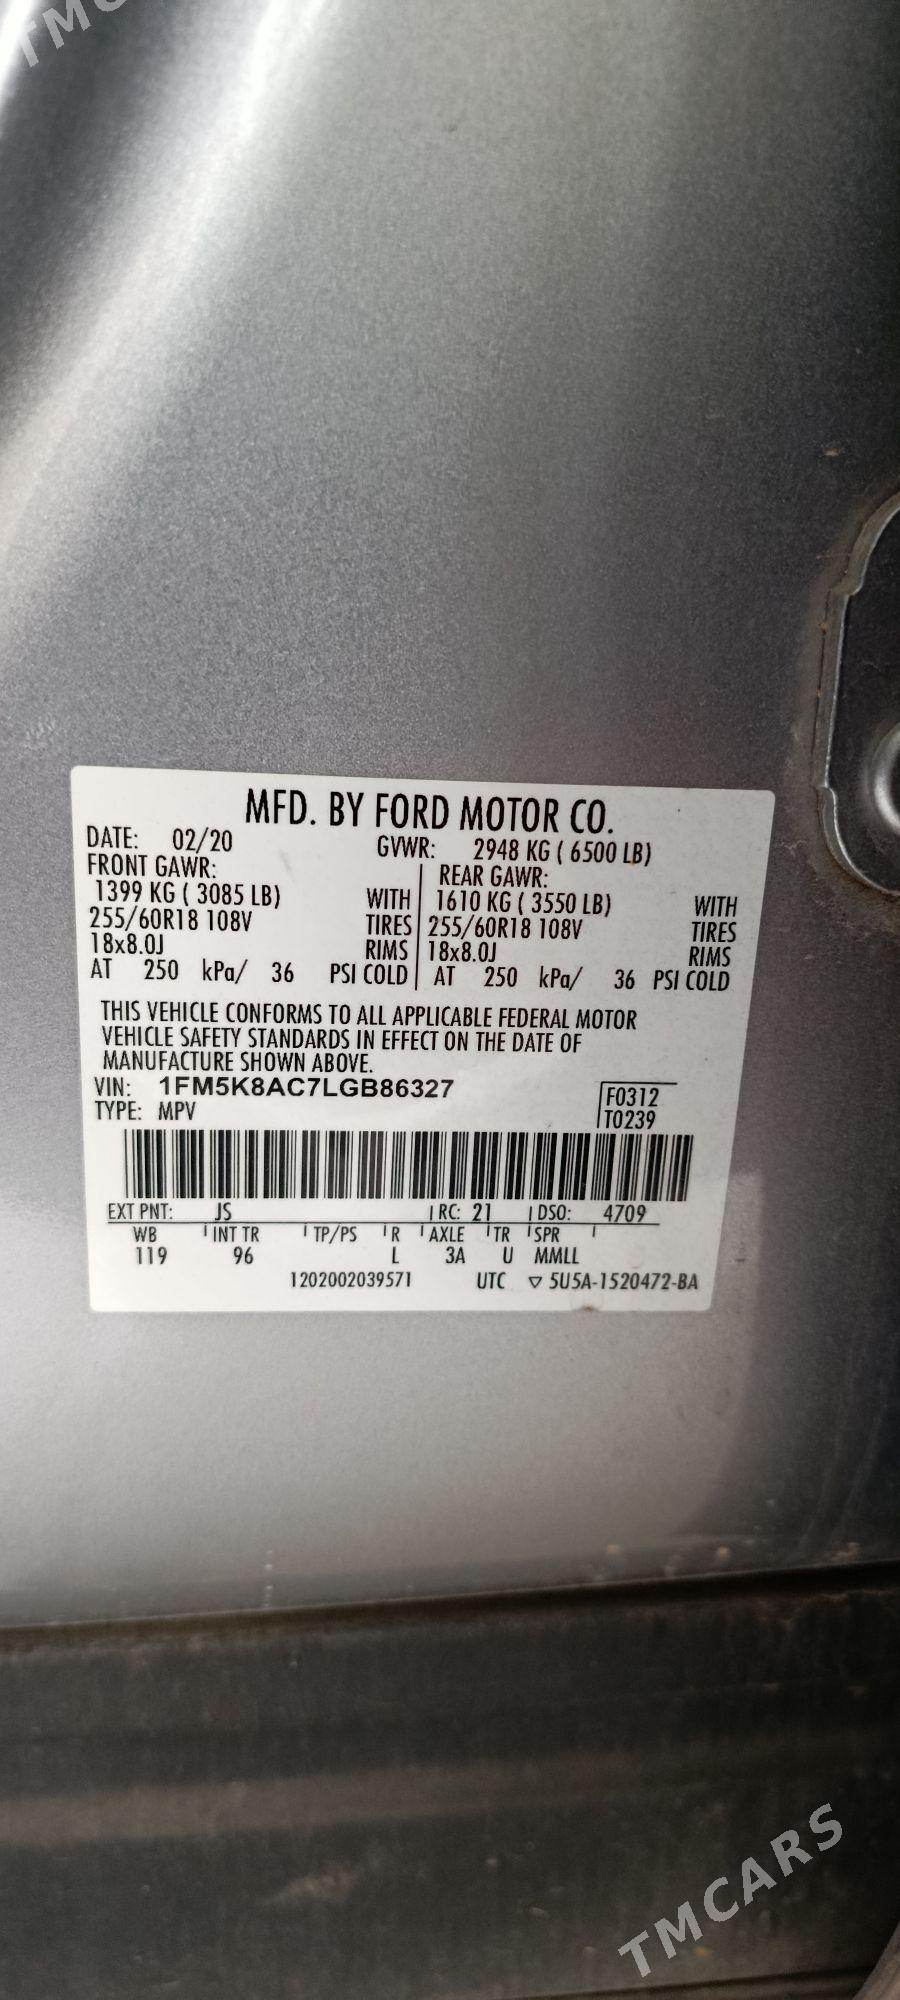 TMC
MFD. BY FORD MOTOR CO.
DATE: 02/20 GVWR: 2948 KG ( 6500 LB)
FRONT GAWR: REAR GAWR:
1399 KG ( 3085 LB) WITH 1610 KG ( 3550 LB) WITH
255/60R18 108V TIRES 255/60R18 108V TIRES
18x8.0J RIMS 18x8.0J RIMS
AT 250 kPa/ 36 PSI COLD AT 250 kPa/ 36 PSI COLD
THIS VEHICLE CONFORMS TO ALL APPLICABLE FEDERAL MOTOR
VEHICLE SAFETY STANDARDS IN EFFECT ON THE DATE OF
MANUFACTURE SHOWN ABOVE.
VIN: 1FM5K8AC7LGB86327 F0312
TYPE: MPV T0239
EXT PNT: JS RC: 21 DSO: 4709
WB INT TR TP/PS R AXLE TR SPR
119 96 L 3A U MMLL
1202002039571 UTC ▽ 5U5A-1520472-BA
TMCARS